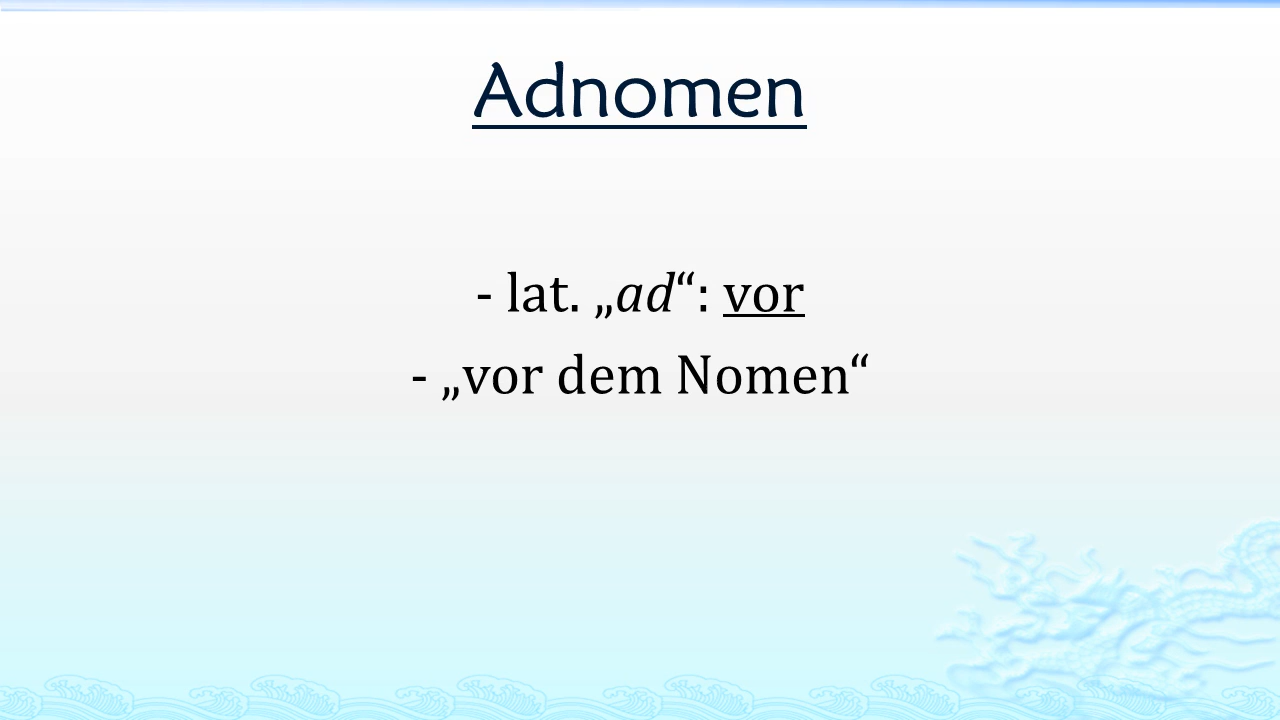 Adnomen
- lat. „ad“: vor
- „vor dem Nomen“